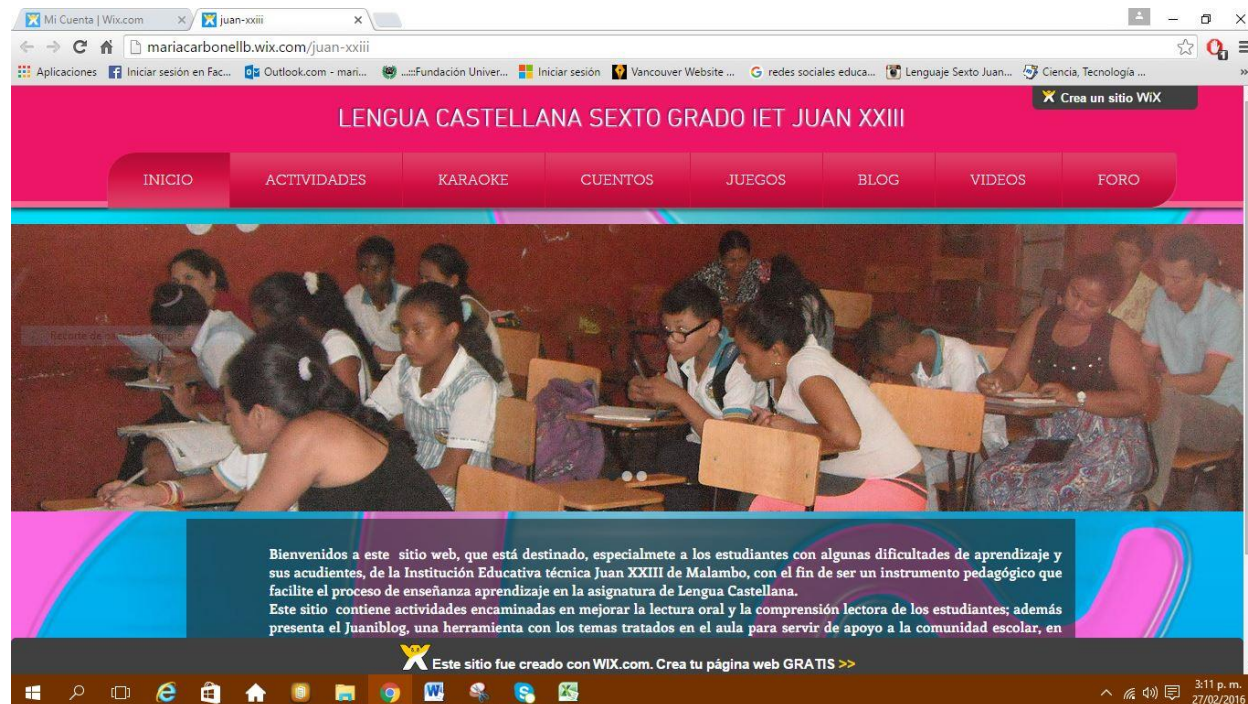 Mi Cuenta | Wix.com
juan-xxiii
mariacarbonellb.wix.com/juan-xxiii
Aplicaciones Iniciar sesión en Fac... Outlook.com - mari... ...:::Fundación Univer... Iniciar sesión Vancouver Website ... redes sociales educa... Lenguaje Sexto Juan... Ciencia, Tecnología ...
Crea un sitio WiX
LENGUA CASTELLANA SEXTO GRADO IET JUAN XXIII
INICIO ACTIVIDADES KARAOKE CUENTOS JUEGOS BLOG VIDEOS FORO
Recorte de
Bienvenidos a este sitio web, que está destinado, especialmete a los estudiantes con algunas dificultades de aprendizaje y
sus acudientes, de la Institución Educativa técnica Juan XXIII de Malambo, con el fin de ser un instrumento pedagógico que
facilite el proceso de enseñanza aprendizaje en la asignatura de Lengua Castellana.
Este sitio contiene actividades encaminadas en mejorar la lectura oral y la comprensión lectora de los estudiantes; además
presenta el Juaniblog, una herramienta con los temas tratados en el aula para servir de apoyo a la comunidad escolar, en
Este sitio fue creado con WIX.com. Crea tu página web GRATIS >>
3:11 p. m.
27/02/2016